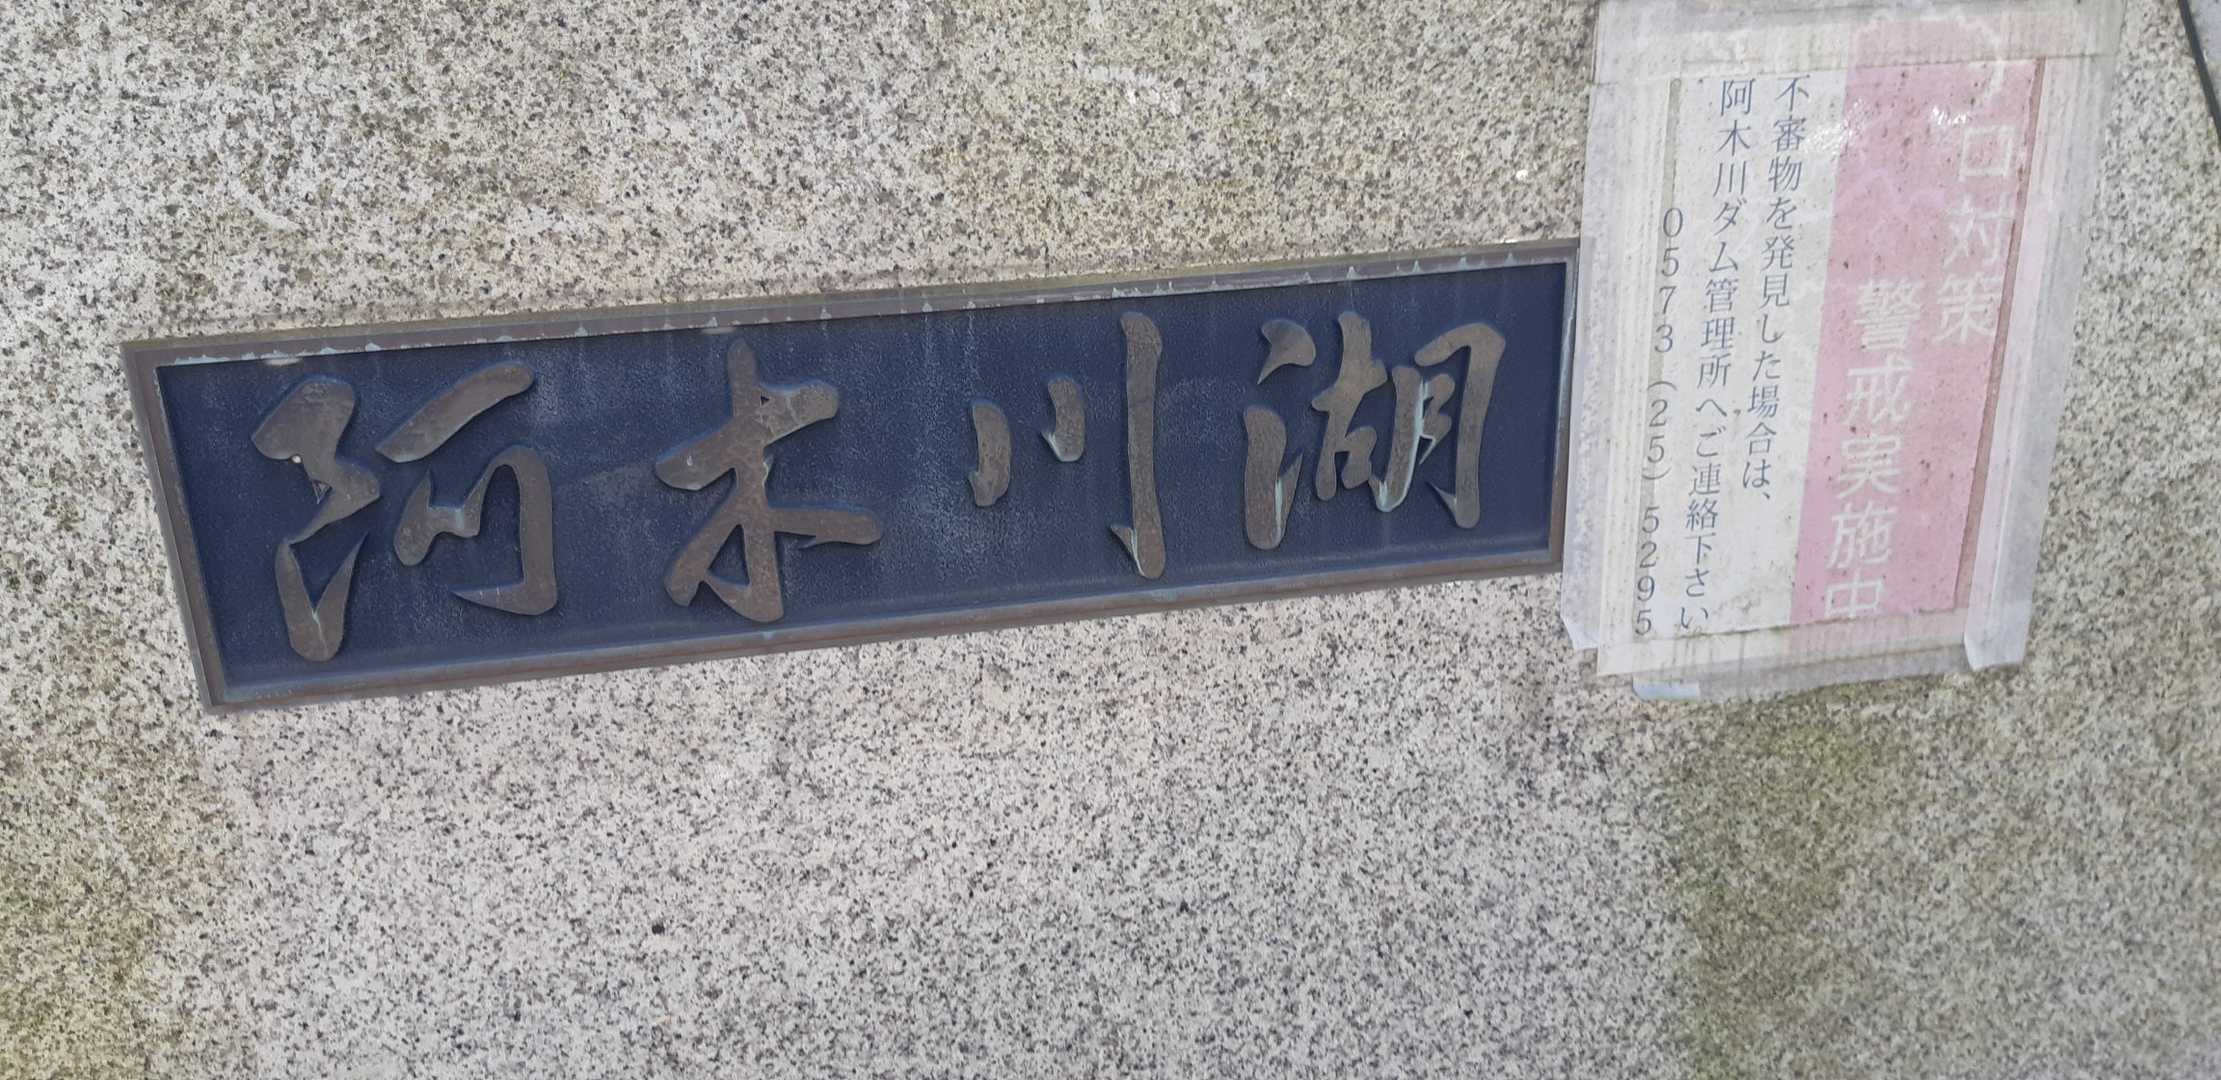 阿木川湖
テロ対策
警戒実施中
不審物を発見した場合は、
阿木川ダム管理所へご連絡下さい
0573（25）5295